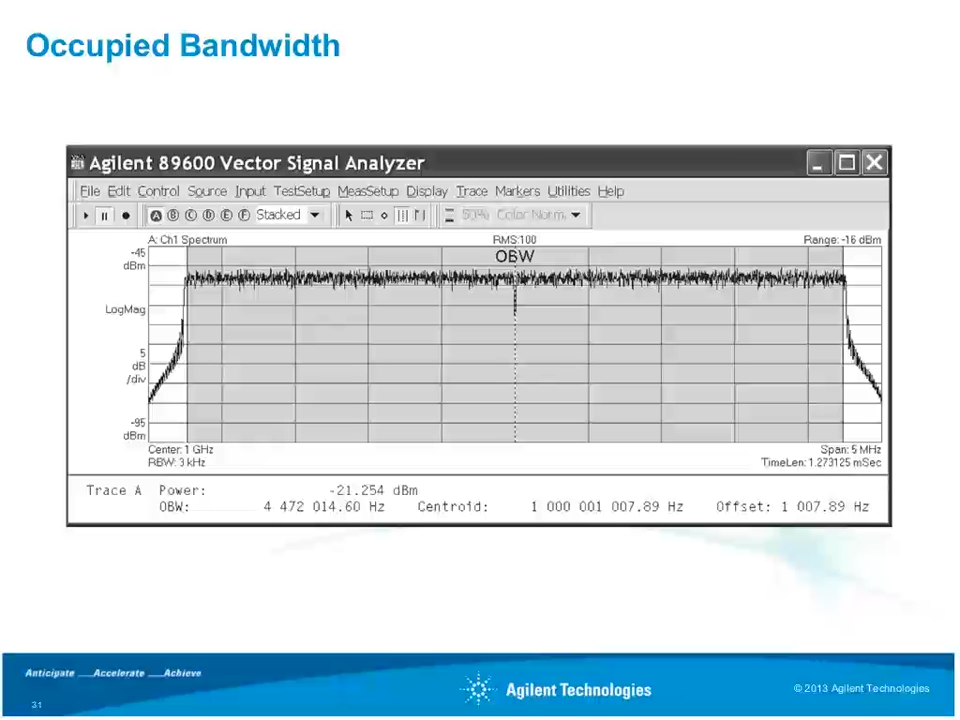 Occupied Bandwidth
Agilent 89600 Vector Signal Analyzer
File Edit Control Source Input TestSetup MeasSetup Display Trace Markers Utilities Help
A B C D E F Stacked 50% Color Norm
A: Ch1 Spectrum RMS:100 Range: -16 dBm
-45
dBm
OBW
LogMag
5
dB
/div
-95
dBm
Center: 1 GHz Span: 5 MHz
RBW: 3 kHz TimeLen: 1.273125 mSec
Trace A Power: -21.254 dBm
OBW: 4 472 014.60 Hz Centroid: 1 000 001 007.89 Hz Offset: 1 007.89 Hz
Anticipate Accelerate Achieve
Agilent Technologies
© 2013 Agilent Technologies
31